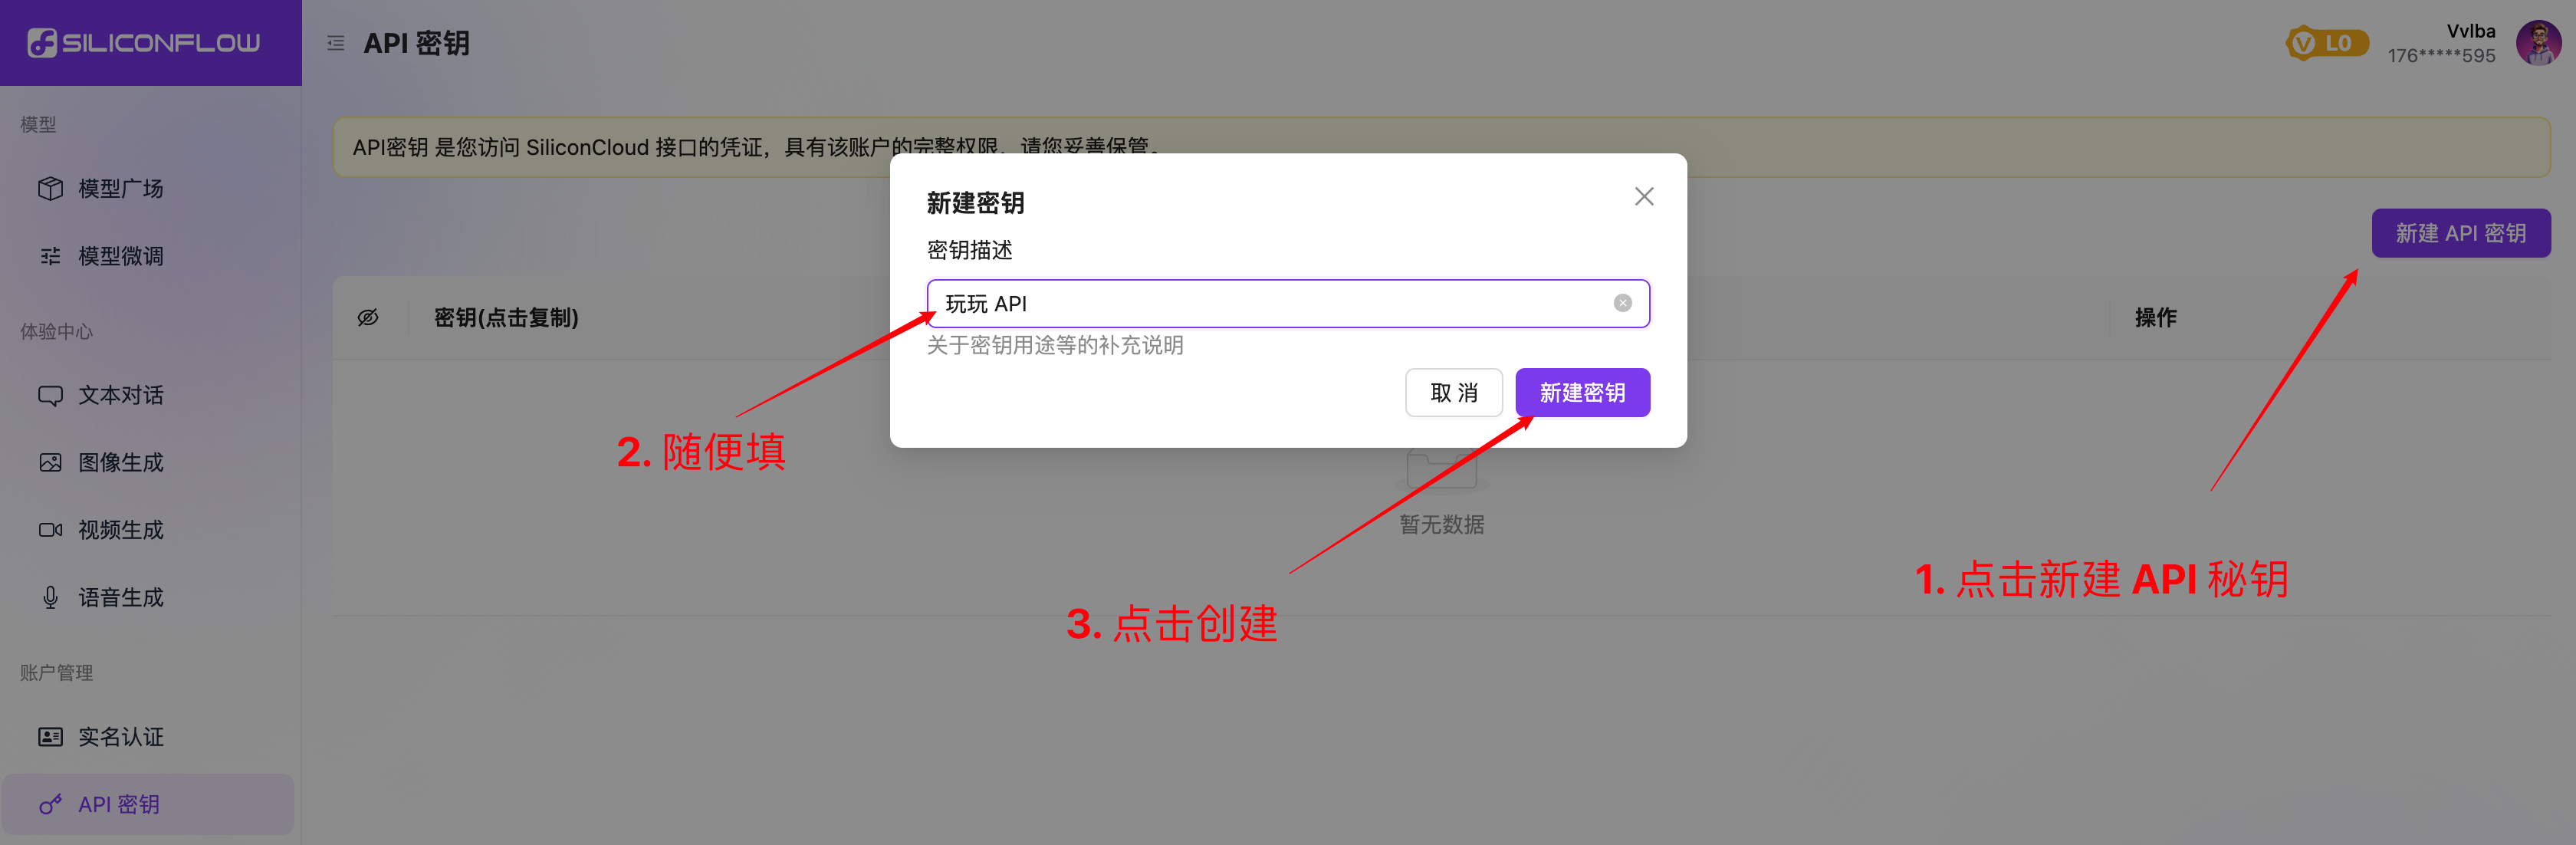 SILICONFLOW
API 密钥
L0
Vvlba
176*****595
模型
模型广场
模型微调
体验中心
文本对话
图像生成
视频生成
语音生成
账户管理
实名认证
API 密钥
API密钥 是您访问 SiliconCloud 接口的凭证，具有该账户的完整权限，请您妥善保管。
新建 API 密钥
密钥(点击复制)
操作
新建密钥
密钥描述
玩玩 API
关于密钥用途等的补充说明
取 消
新建密钥
暂无数据
2. 随便填
3. 点击创建
1. 点击新建 API 秘钥